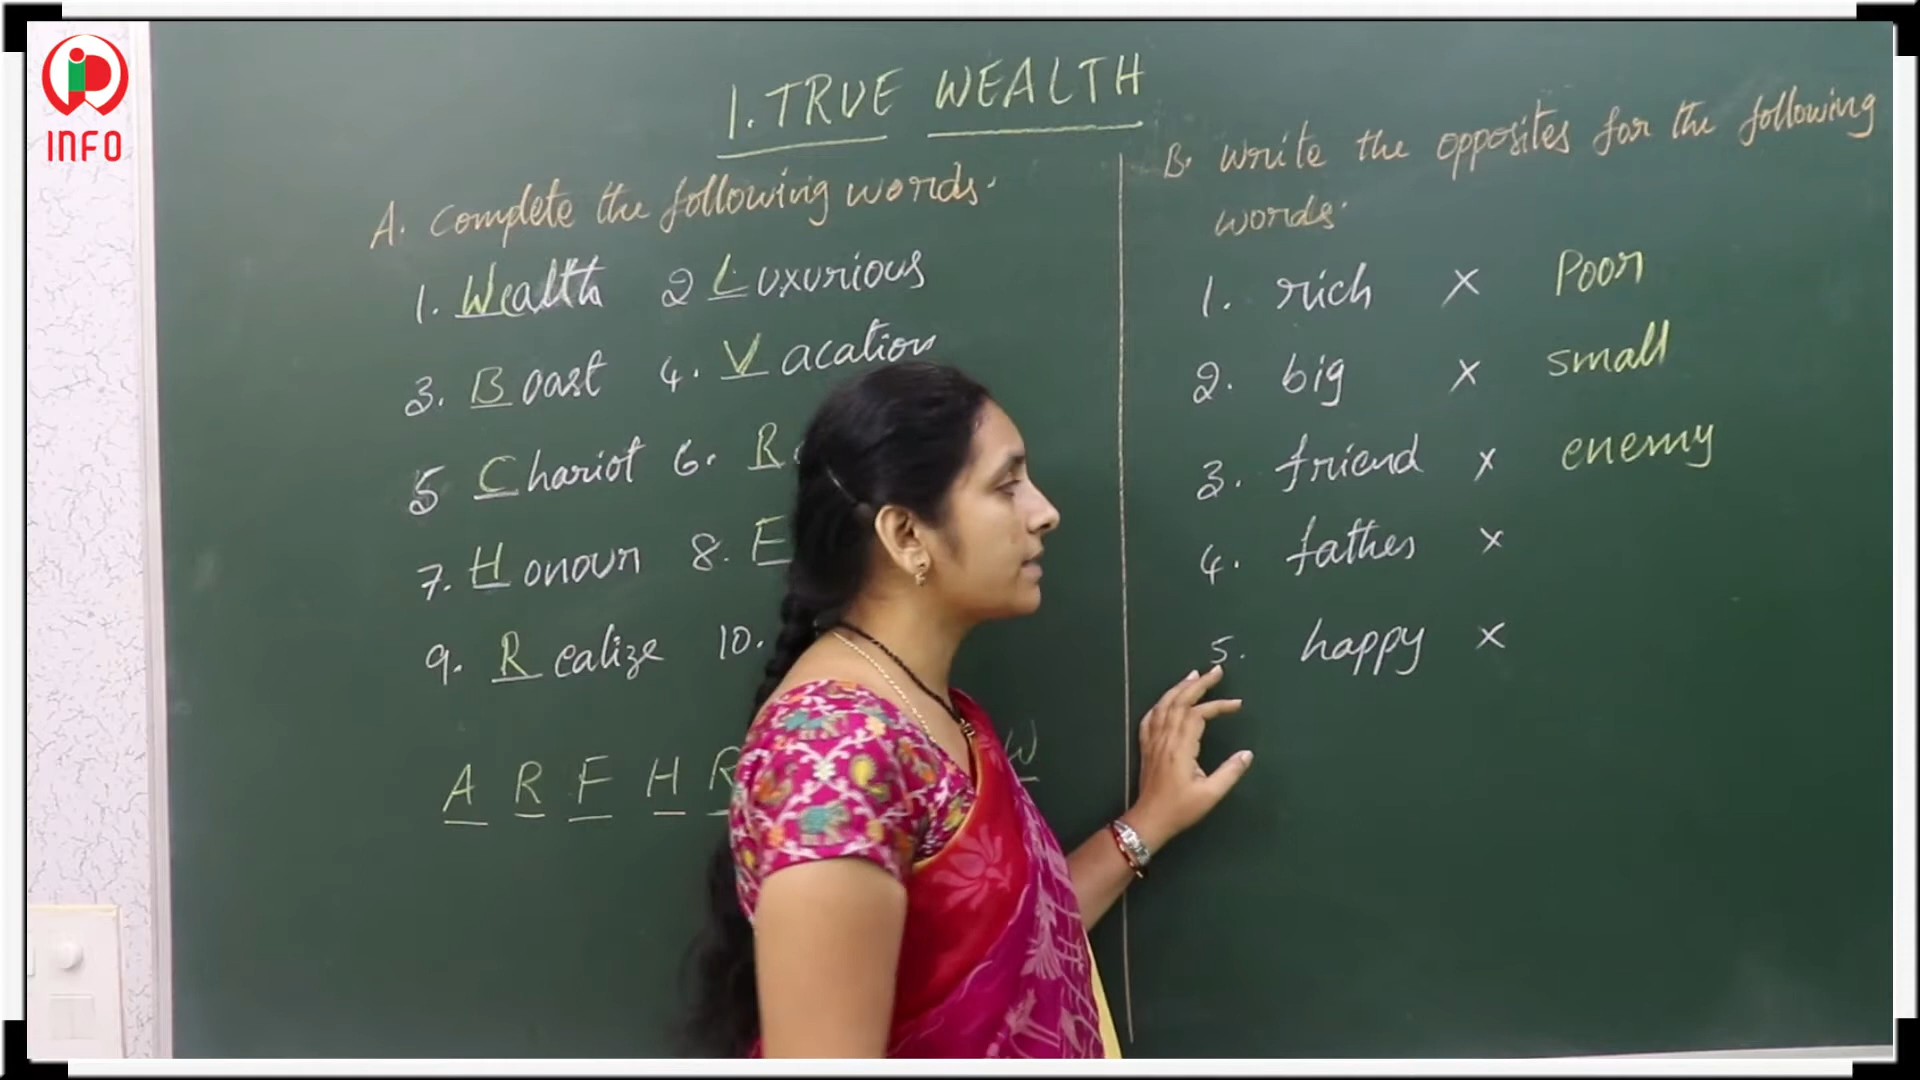 INFO
1. TRUE WEALTH
A. Complete the following words.
1. Wealth 2 Luxurious
3. Boast 4. Vacation
5 Chariot 6. R
7. Honour 8. E
9. Realize 10.
A R F H R W
B. Write the opposites for the following
words.
1. rich x Poor
2. big x small
3. friend x enemy
4. father x
5. happy x